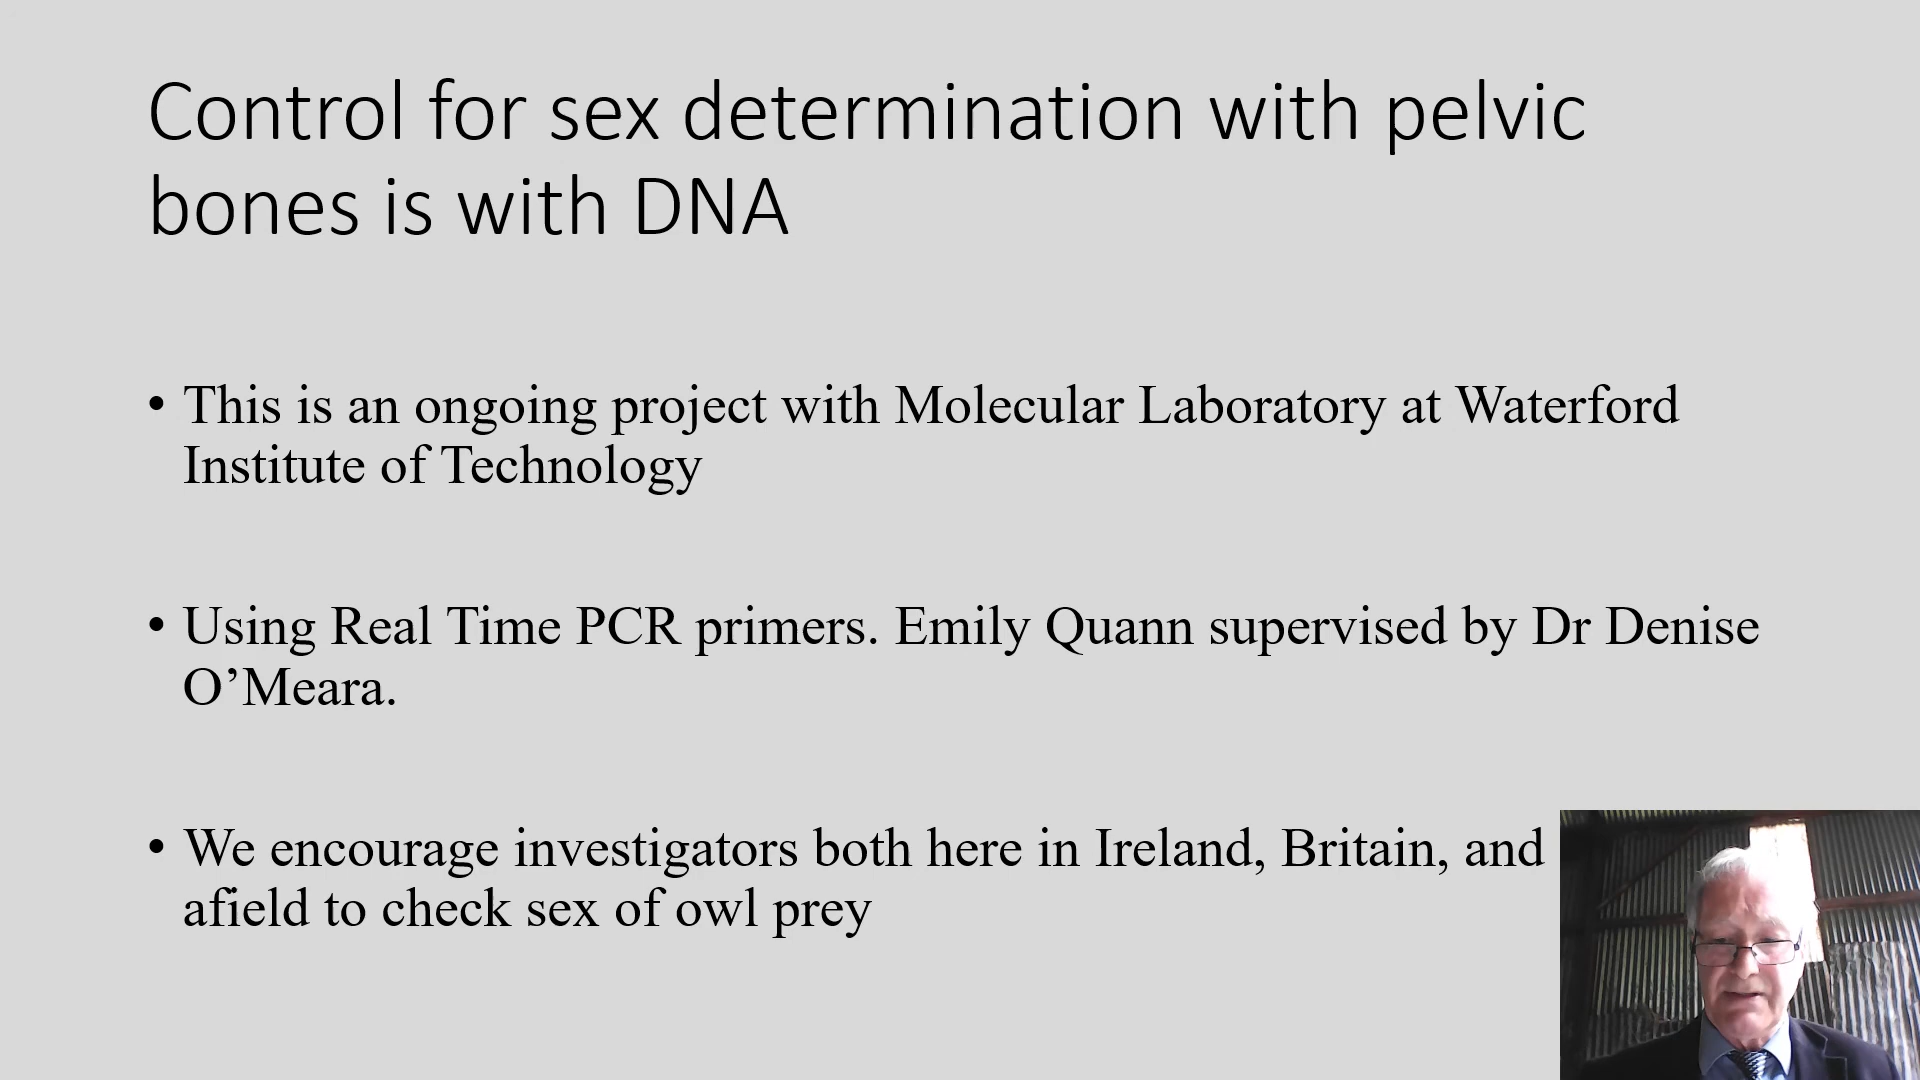 Control for sex determination with pelvic
bones is with DNA
• This is an ongoing project with Molecular Laboratory at Waterford
Institute of Technology
• Using Real Time PCR primers. Emily Quann supervised by Dr Denise
O’Meara.
• We encourage investigators both here in Ireland, Britain, and
afield to check sex of owl prey